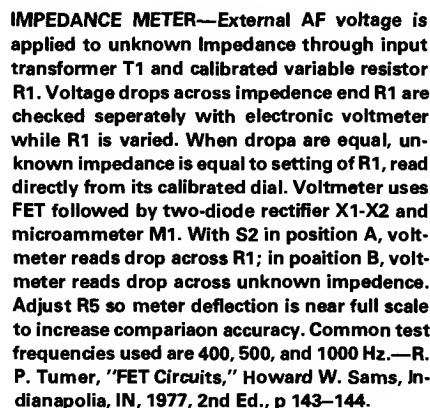 IMPEDANCE METER—External AF voltage is
applied to unknown Impedance through input
transformer T1 and calibrated variable resistor
R1. Voltage drops across impedence end R1 are
checked seperately with electronic voltmeter
while R1 is varied. When dropa are equal, un-
known impedance is equal to setting of R1, read
directly from its calibrated dial. Voltmeter uses
FET followed by two-diode rectifier X1-X2 and
microammeter M1. With S2 in position A, volt-
meter reads drop across R1; in poaition B, volt-
meter reads drop across unknown impedence.
Adjust R5 so meter deflection is near full scale
to increase compariaon accuracy. Common test
frequencies used are 400, 500, and 1000 Hz.—R.
P. Tumer, "FET Circuits," Howard W. Sams, In-
dianapolia, IN, 1977, 2nd Ed., p 143–144.